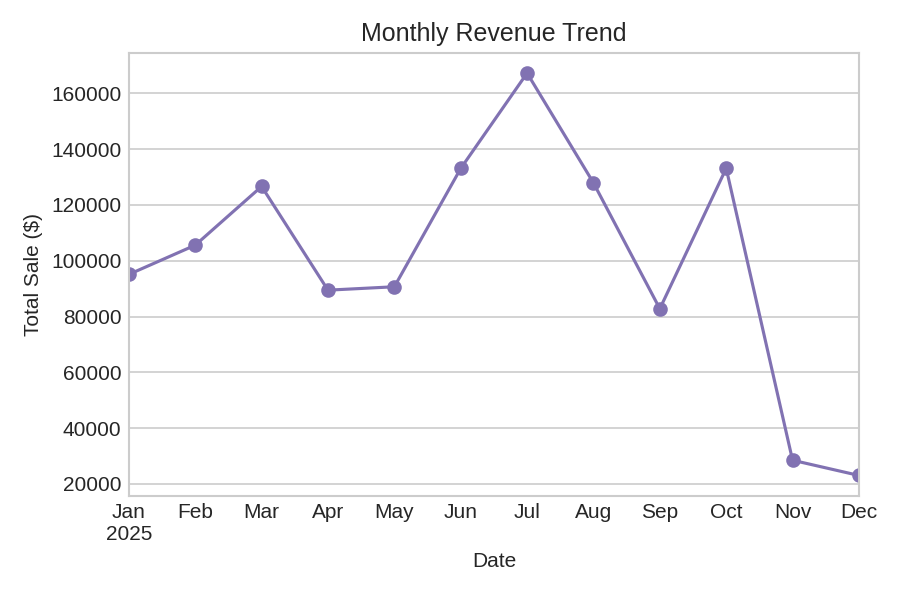 Monthly Revenue Trend
Total Sale ($)
160000
140000
120000
100000
80000
60000
40000
20000
Jan Feb Mar Apr May Jun Jul Aug Sep Oct Nov Dec
2025
Date